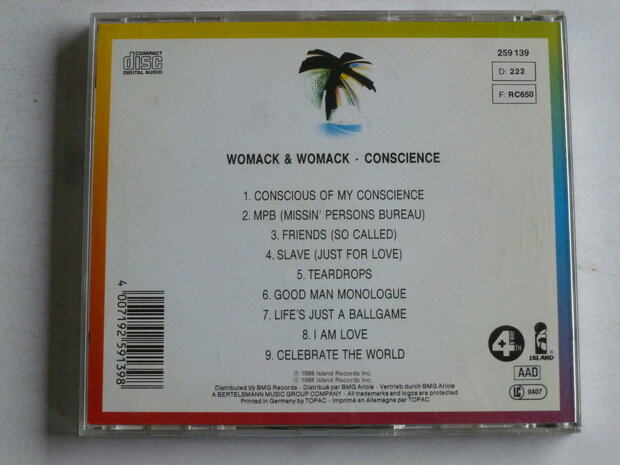 COMPACT
disc
DIGITAL AUDIO
259 139
D: 222
F: RC650
WOMACK & WOMACK · CONSCIENCE
1. CONSCIOUS OF MY CONSCIENCE
2. MPB (MISSIN' PERSONS BUREAU)
3. FRIENDS (SO CALLED)
4. SLAVE (JUST FOR LOVE)
5. TEARDROPS
6. GOOD MAN MONOLOGUE
7. LIFE'S JUST A BALLGAME
8. I AM LOVE
9. CELEBRATE THE WORLD
4 007192 591398
4TH
ISLAND
®
AAD
LC 0407
Ⓟ 1988 Island Records Inc.
© 1988 Island Records Inc.
Distributed by BMG Records - Distribué par BMG Ariola - Vertrieb durch BMG Ariola
A BERTELSMANN MUSIC GROUP COMPANY - All trademarks and logos are protected
Printed in Germany by TOPAC - Imprimé en Allemagne par TOPAC